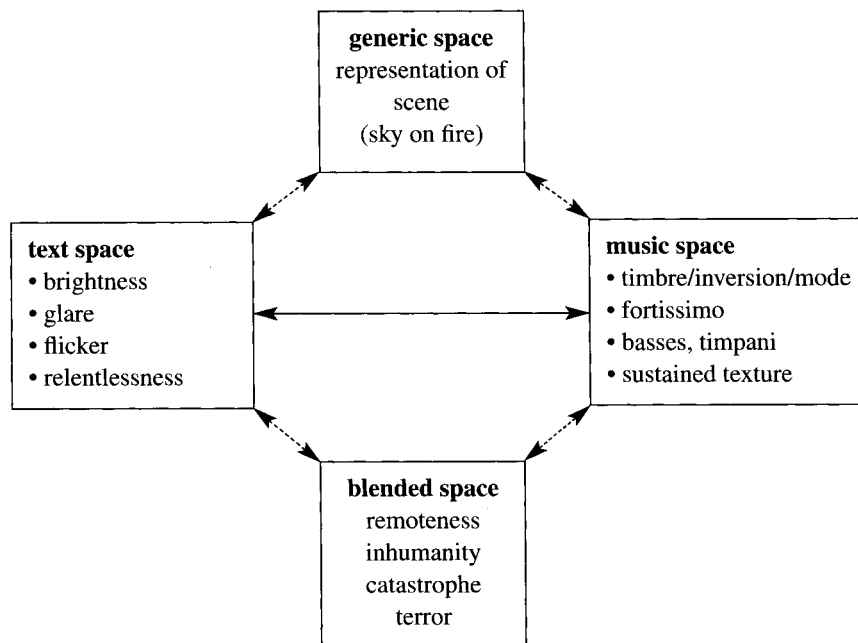 generic space
representation of
scene
(sky on fire)
text space
• brightness
• glare
• flicker
• relentlessness
music space
• timbre/inversion/mode
• fortissimo
• basses, timpani
• sustained texture
blended space
remoteness
inhumanity
catastrophe
terror